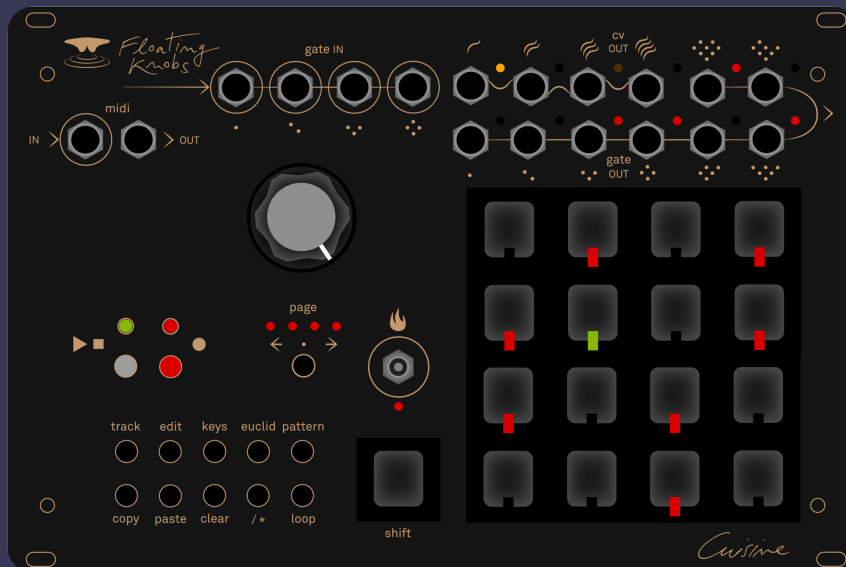 Floating
Knobs
gate IN
cv
OUT
midi
IN
OUT
gate
OUT
page
track edit keys euclid pattern
copy paste clear / * loop
shift
Cuisine